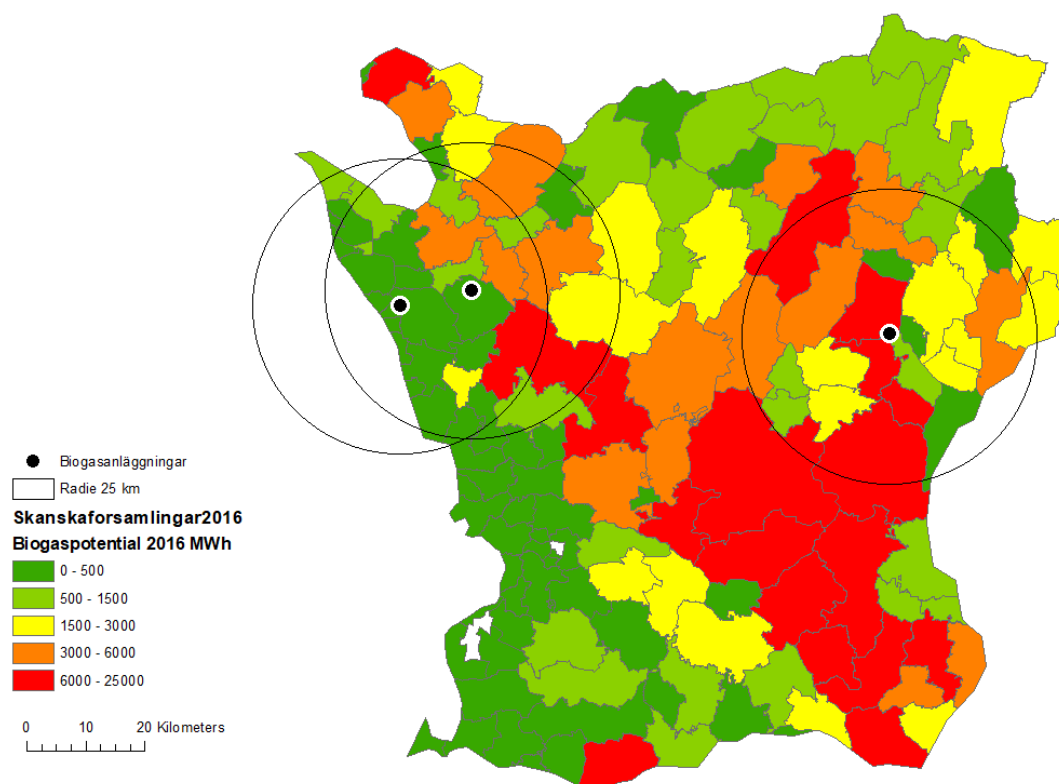 Biogasanläggningar
Radie 25 km
Skanskaforsamlingar2016
Biogaspotential 2016 MWh
0 - 500
500 - 1500
1500 - 3000
3000 - 6000
6000 - 25000
0 10 20 Kilometers